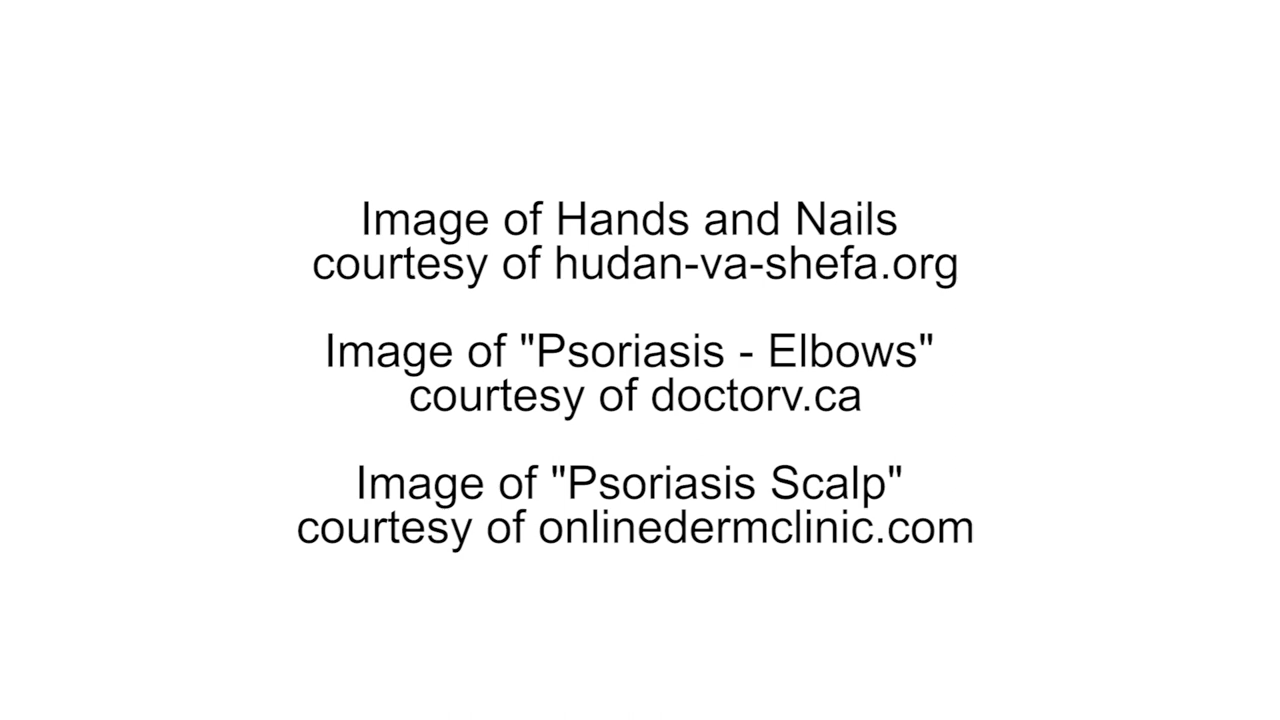 Image of Hands and Nails
courtesy of hudan-va-shefa.org
Image of "Psoriasis - Elbows"
courtesy of doctorv.ca
Image of "Psoriasis Scalp"
courtesy of onlinedermclinic.com